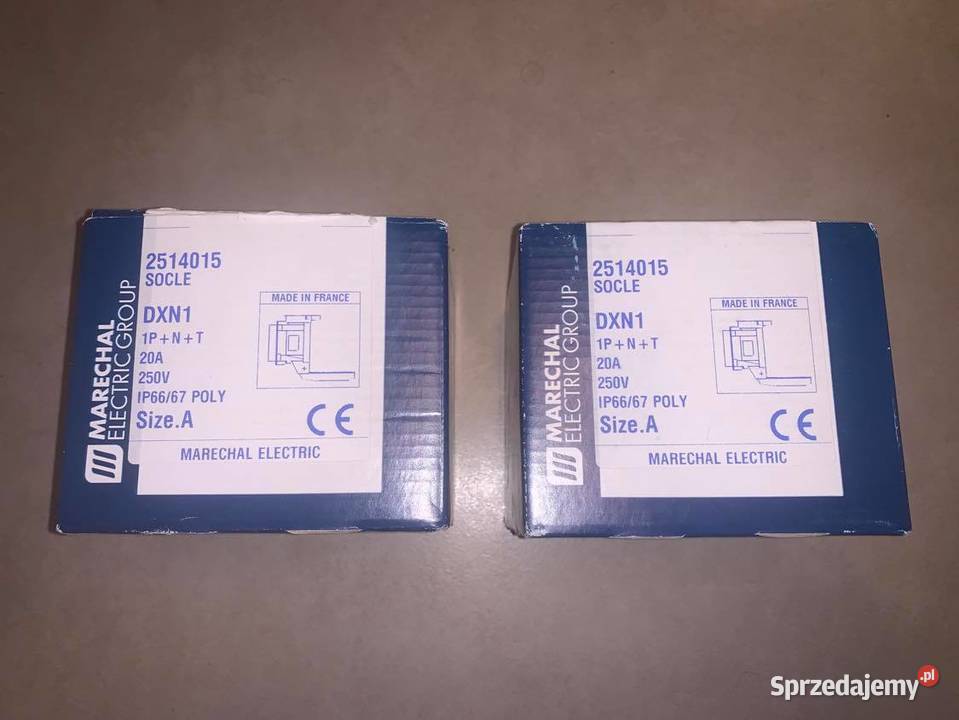 MARECHAL
ELECTRIC GROUP
2514015
SOCLE
MADE IN FRANCE
DXN1
1P+N+T
20A
250V
IP66/67 POLY
Size.A
CE
MARECHAL ELECTRIC
MARECHAL
ELECTRIC GROUP
2514015
SOCLE
MADE IN FRANCE
DXN1
1P+N+T
20A
250V
IP66/67 POLY
Size.A
CE
MARECHAL ELECTRIC
Sprzedajemy.pl